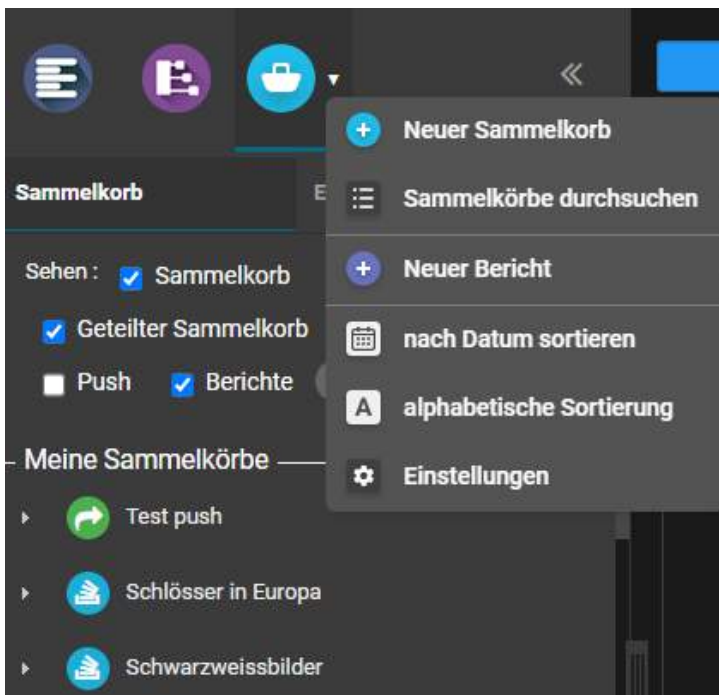 Neuer Sammelkorb
Sammelkorb
E
Sammelkörbe durchsuchen
Sehen :
Sammelkorb
Neuer Bericht
Geteilter Sammelkorb
nach Datum sortieren
Push
Berichte
A
alphabetische Sortierung
Meine Sammelkörbe
Einstellungen
Test push
Schlösser in Europa
Schwarzweissbilder